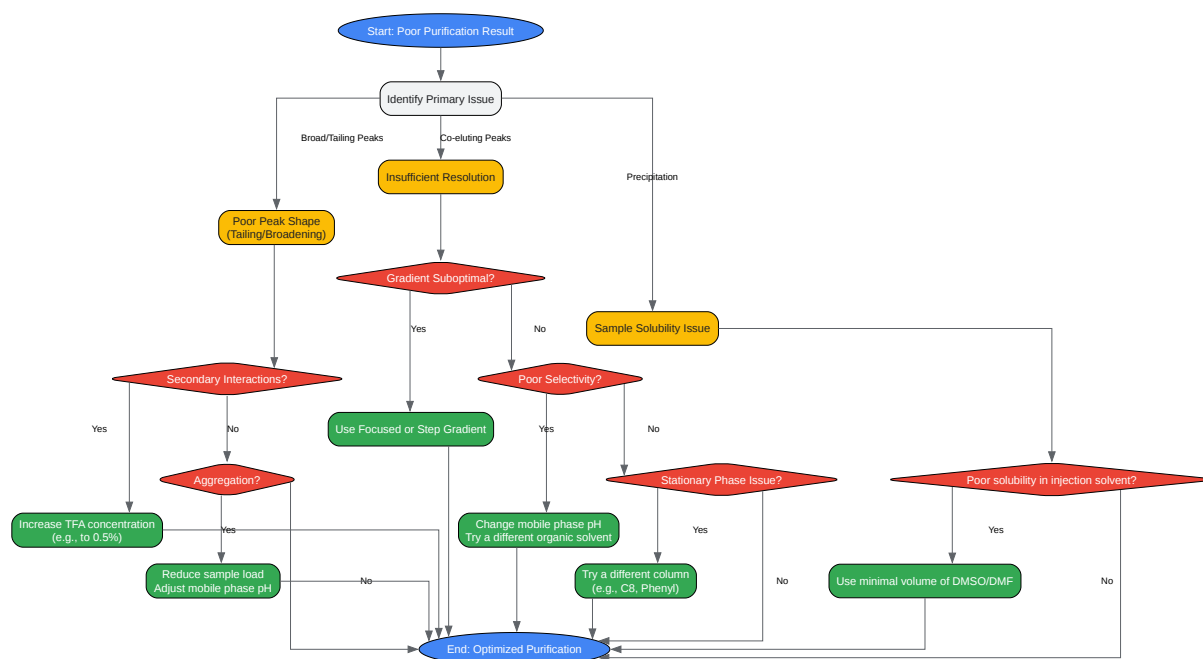 Start: Poor Purification Result
Identify Primary Issue
Broad/Tailing Peaks
Co-eluting Peaks
Insufficient Resolution
Precipitation
Poor Peak Shape
(Tailing/Broadening)
Gradient Suboptimal?
Sample Solubility Issue
Yes
No
Secondary Interactions?
Poor Selectivity?
Use Focused or Step Gradient
Yes
No
Yes
No
Aggregation?
Stationary Phase Issue?
Poor solubility in injection solvent?
Increase TFA concentration
(e.g., to 0.5%)
Yes
Change mobile phase pH
Try a different organic solvent
Yes
Yes
Reduce sample load
Adjust mobile phase pH
No
Try a different column
(e.g., C8, Phenyl)
No
Use minimal volume of DMSO/DMF
No
End: Optimized Purification